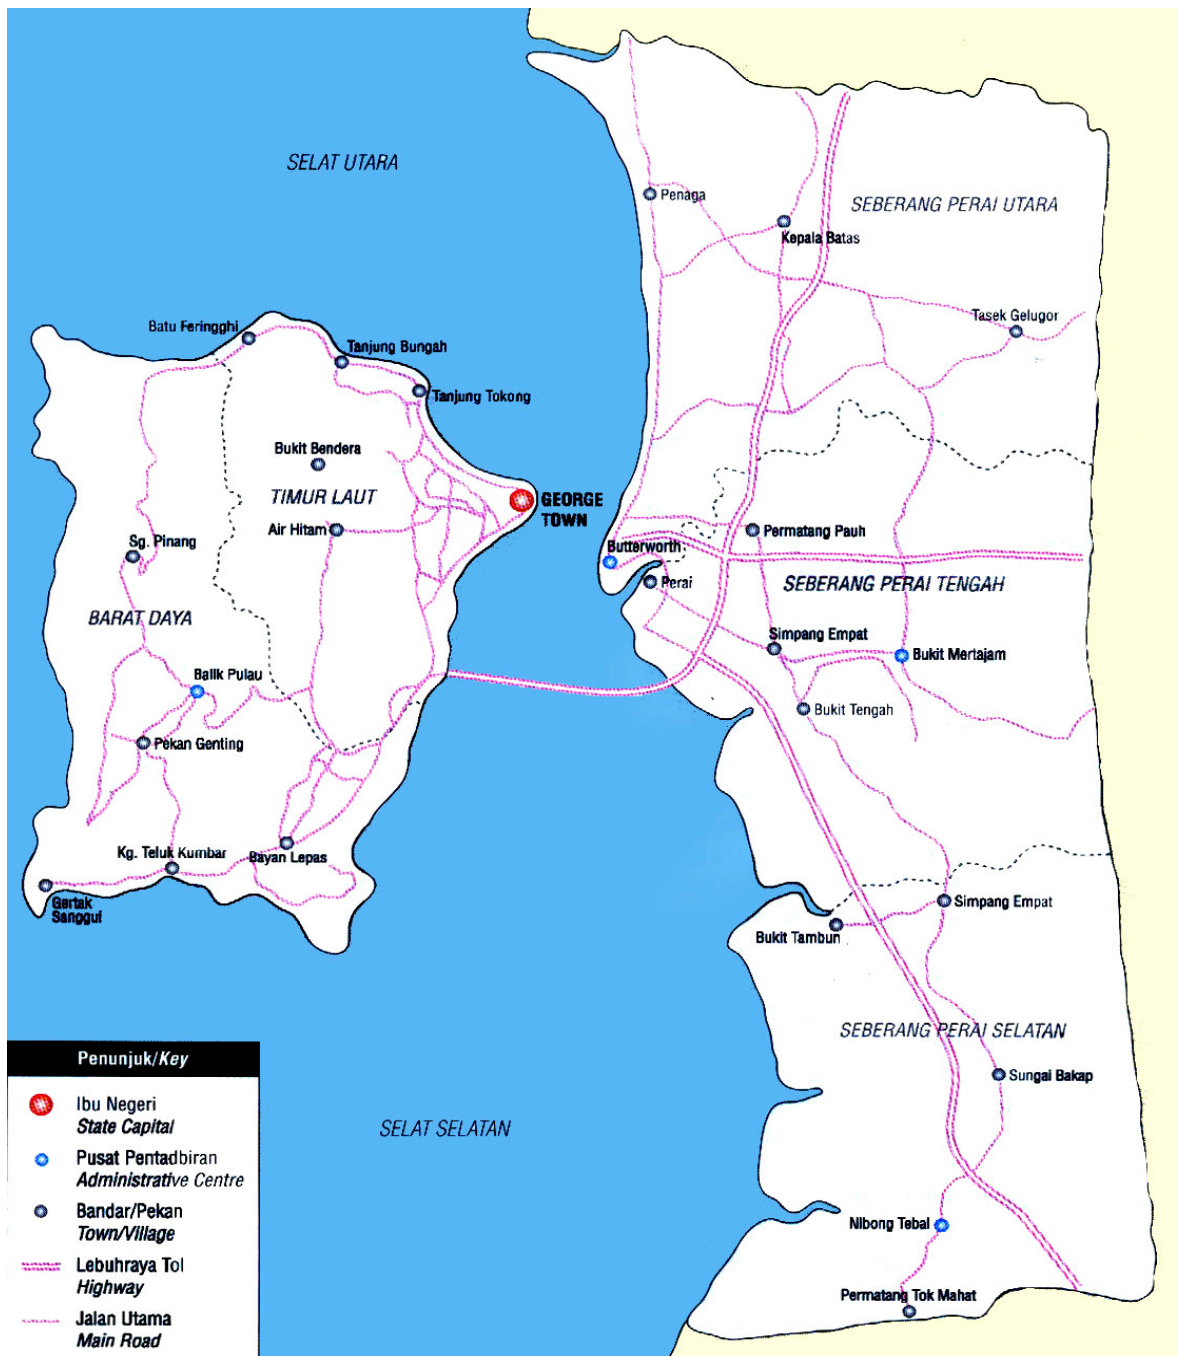 SELAT UTARA
Penaga
SEBERANG PERAI UTARA
Kepala Batas
Tasek Gelugor
Batu Feringghi
Tanjung Bungah
Tanjung Tokong
Bukit Bendera
TIMUR LAUT
GEORGE
TOWN
Air Hitam
Permatang Pauh
Sg. Pinang
Butterworth
Perai
SEBERANG PERAI TENGAH
BARAT DAYA
Simpang Empat
Bukit Mertajam
Balik Pulau
Bukit Tengah
Pekan Genting
Kg. Teluk Kumbar
Bayan Lepas
Gertak
Sanggul
Simpang Empat
Bukit Tambun
SEBERANG PERAI SELATAN
Sungai Bakap
SELAT SELATAN
Nibong Tebal
Permatang Tok Mahat
Penunjuk/Key
Ibu Negeri
State Capital
Pusat Pentadbiran
Administrative Centre
Bandar/Pekan
Town/Village
Lebuhraya Tol
Highway
Jalan Utama
Main Road